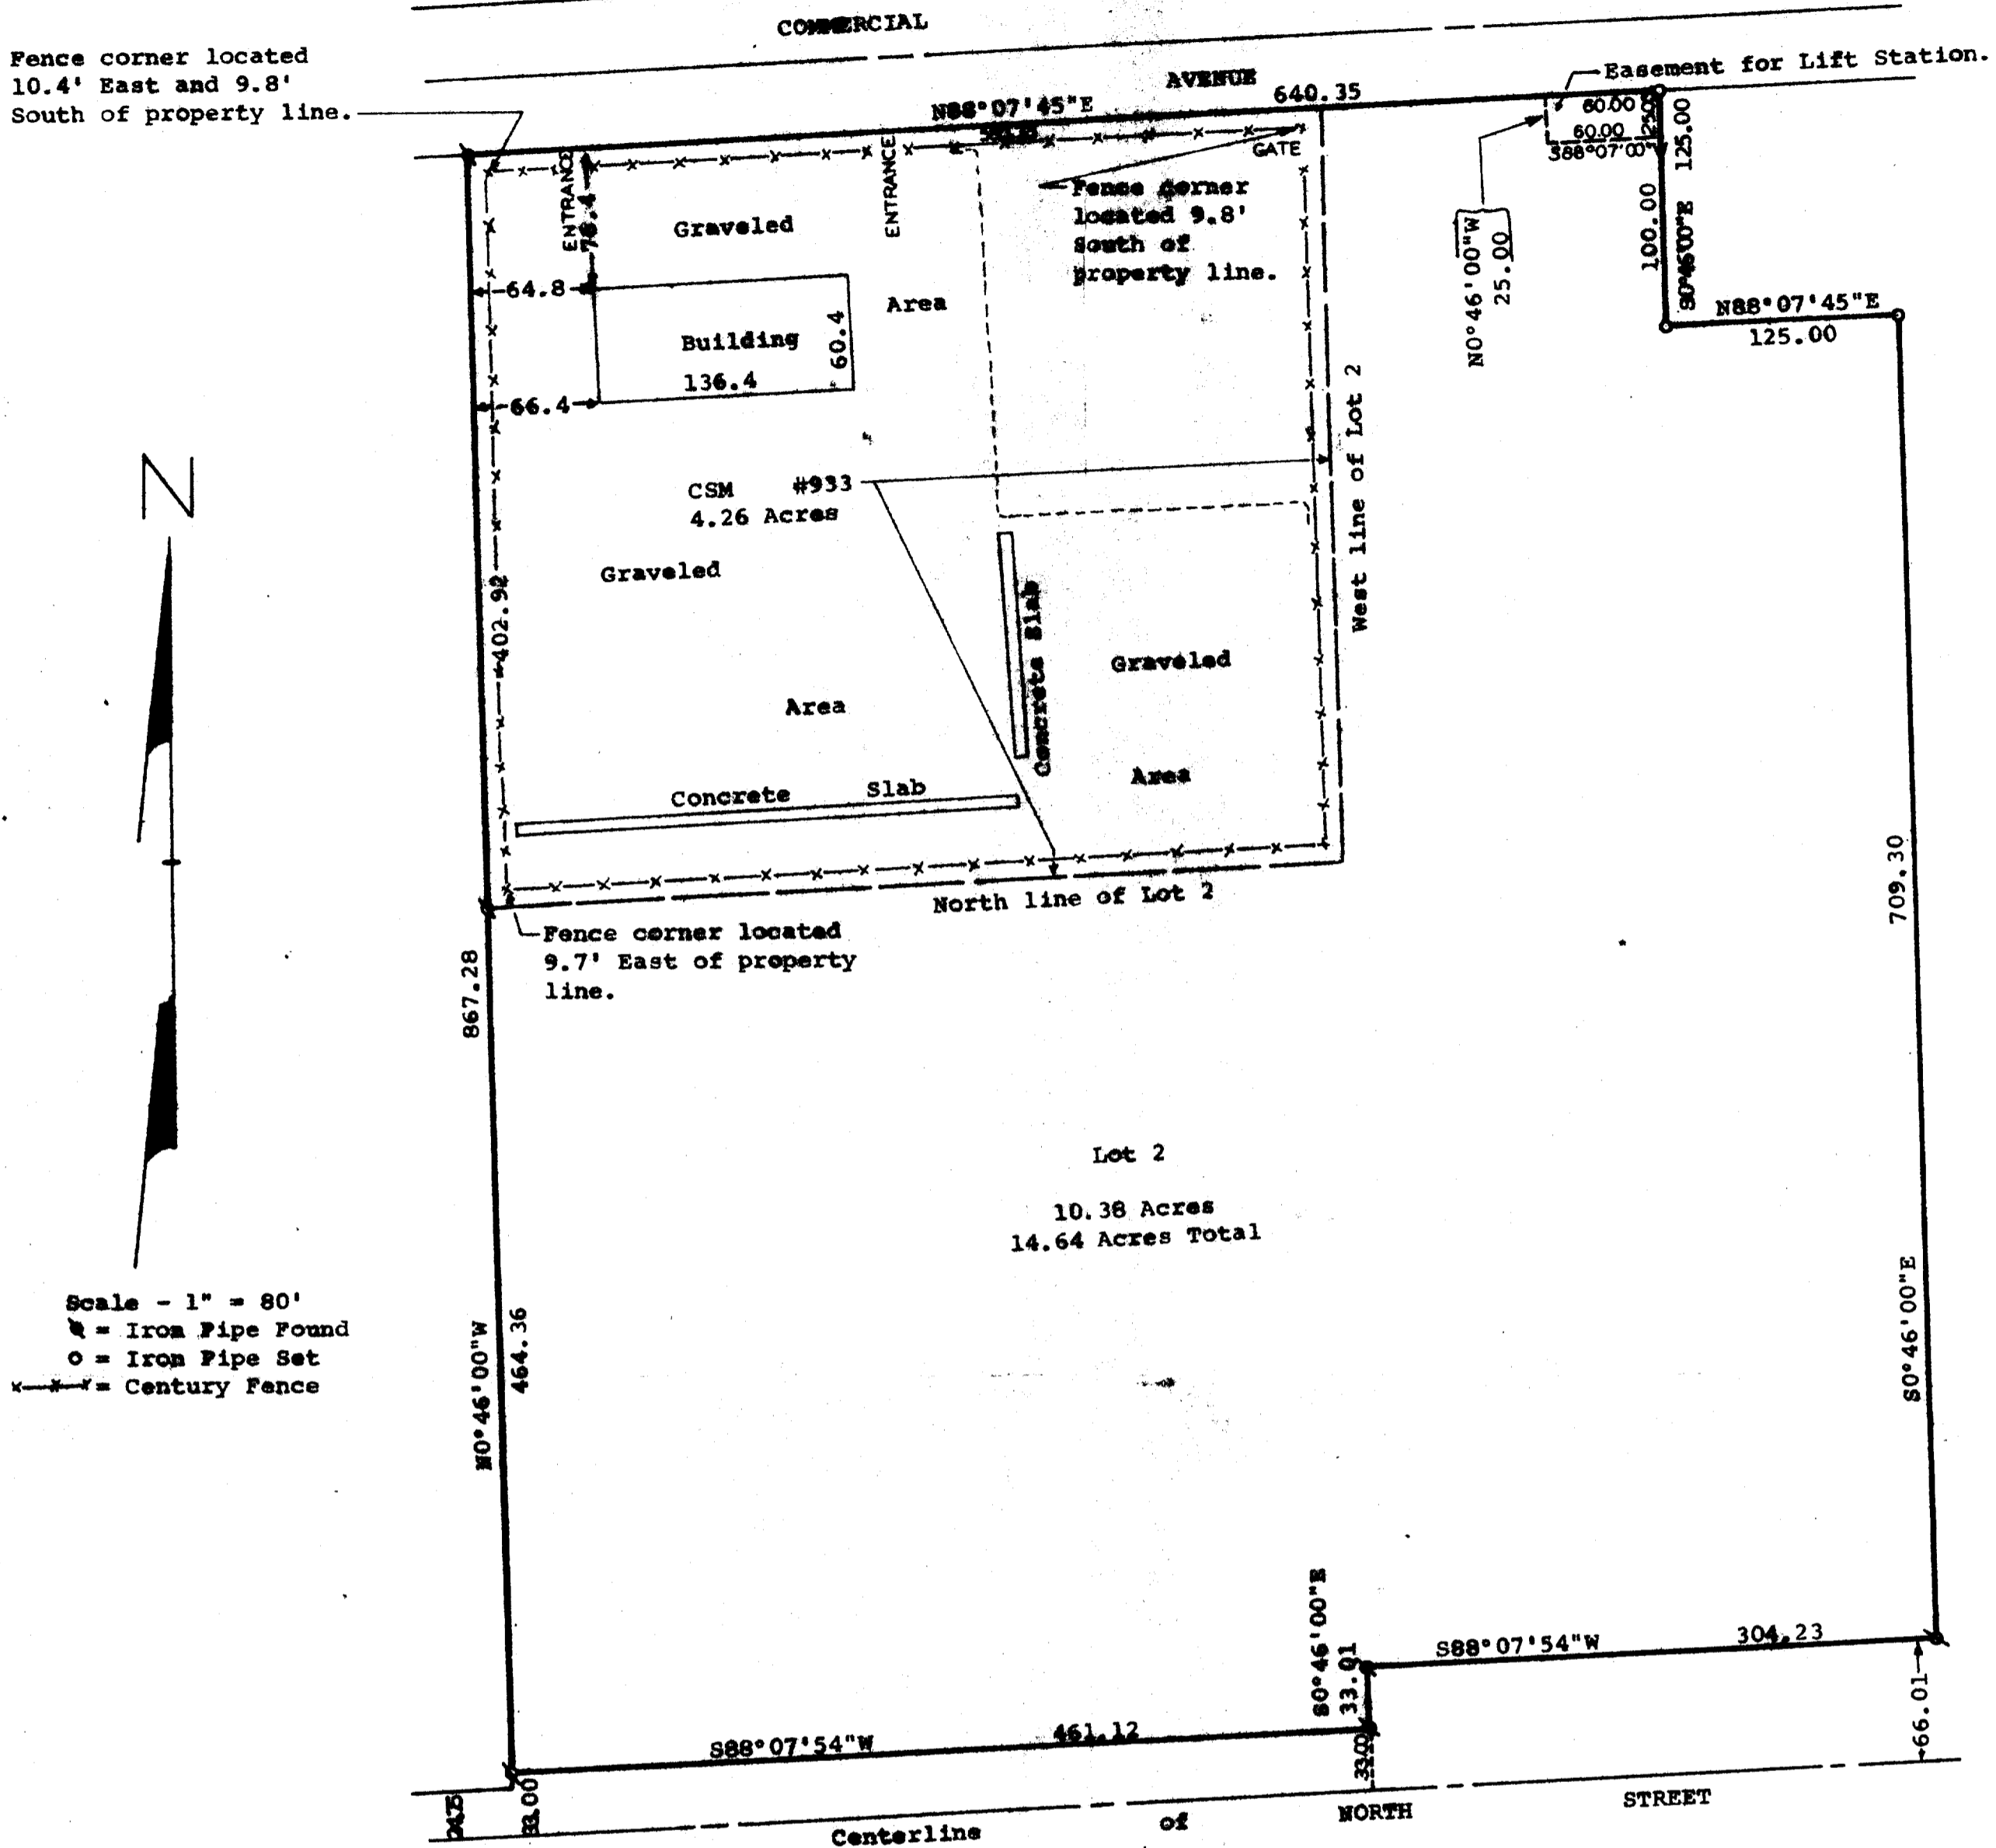 COMMERCIAL
AVENUE
Fence corner located
10.4' East and 9.8'
South of property line.
Easement for Lift Station.
N88°07'45"E
640.35
60.00
25.00
60.00
S88°07'00"
125.00
100.00
S0°46'00"E
N0°46'00"W
25.00
N88°07'45"E
125.00
GATE
ENTRANCE
76.4
ENTRANCE
Graveled
Area
Fence corner
located 9.8'
South of
property line.
64.8
Building
136.4
60.4
66.4
CSM #933
4.26 Acres
West line of Lot 2
Graveled
Area
402.92
Concrete Slab
Graveled
Area
Concrete Slab
North line of Lot 2
Fence corner located
9.7' East of property
line.
867.28
709.30
N
Lot 2
10.38 Acres
14.64 Acres Total
Scale - 1" = 80'
= Iron Pipe Found
o = Iron Pipe Set
x—x—x= Century Fence
N0°46'00"W
464.36
S0°46'00"E
S0°46'00"E
33.01
S88°07'54"W
304.23
66.01
S88°07'54"W
461.12
33.00
33.00
Centerline of NORTH STREET